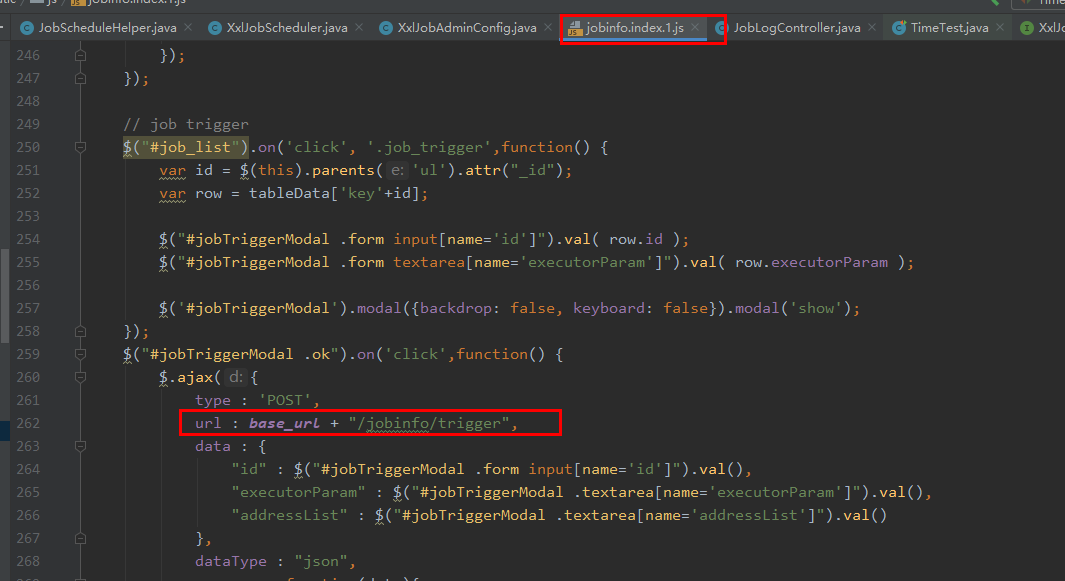 js jobinfo.index.1.js
JobScheduleHelper.java × XxlJobScheduler.java × XxlJobAdminConfig.java × jobinfo.index.1.js × JobLogController.java × TimeTest.java × XxlJo
246 });
247 });
248
249 // job trigger
250 $("#job_list").on('click', '.job_trigger',function() {
251 var id = $(this).parents( e: 'ul').attr("_id");
252 var row = tableData['key'+id];
253
254 $("#jobTriggerModal .form input[name='id']").val( row.id );
255 $("#jobTriggerModal .form textarea[name='executorParam']").val( row.executorParam );
256
257 $('#jobTriggerModal').modal({backdrop: false, keyboard: false}).modal('show');
258 });
259 $("#jobTriggerModal .ok").on('click',function() {
260 $.ajax( d: {
261 type : 'POST',
262 url : base_url + "/jobinfo/trigger",
263 data : {
264 "id" : $("#jobTriggerModal .form input[name='id']").val(),
265 "executorParam" : $("#jobTriggerModal .textarea[name='executorParam']").val(),
266 "addressList" : $("#jobTriggerModal .textarea[name='addressList']").val()
267 },
268 dataType : "json",